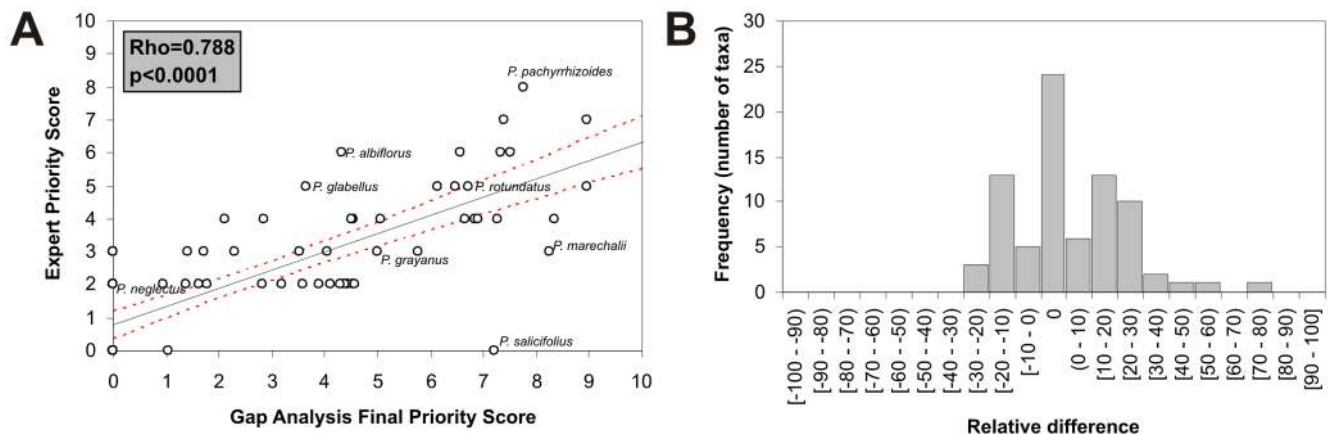 A
Rho=0.788
p<0.0001
Expert Priority Score
10
9
8
7
6
5
4
3
2
1
0
P. pachyrrhizoides
P. albiflorus
P. glabellus
P. rotundatus
P. grayanus
P. marechalii
P. neglectus
P. salicifolius
0 1 2 3 4 5 6 7 8 9 10
Gap Analysis Final Priority Score
B
Frequency (number of taxa)
30
25
20
15
10
5
0
[-100 - -90)
[-90 - -80)
[-80 - -70)
[-70 - -60)
[-60 - -50)
[-50 - -40)
[-40 - -30)
[-30 - -20)
[-20 - -10)
[-10 - 0)
0
(0 - 10)
[10 - 20)
[20 - 30)
[30 - 40)
[40 - 50)
[50 - 60)
[60 - 70)
[70 - 80)
[80 - 90)
[90 - 100]
Relative difference